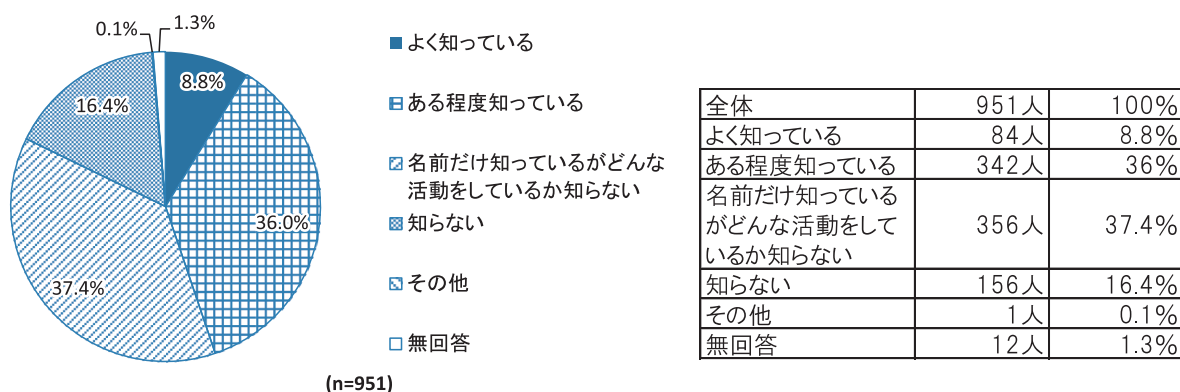 0.1%
1.3%
8.8%
16.4%
36.0%
37.4%
(n=951)
よく知っている
ある程度知っている
名前だけ知っているがどんな
活動をしているか知らない
知らない
その他
無回答
全体 951人 100%
よく知っている 84人 8.8%
ある程度知っている 342人 36%
名前だけ知っている
がどんな活動をして 356人 37.4%
いるか知らない
知らない 156人 16.4%
その他 1人 0.1%
無回答 12人 1.3%